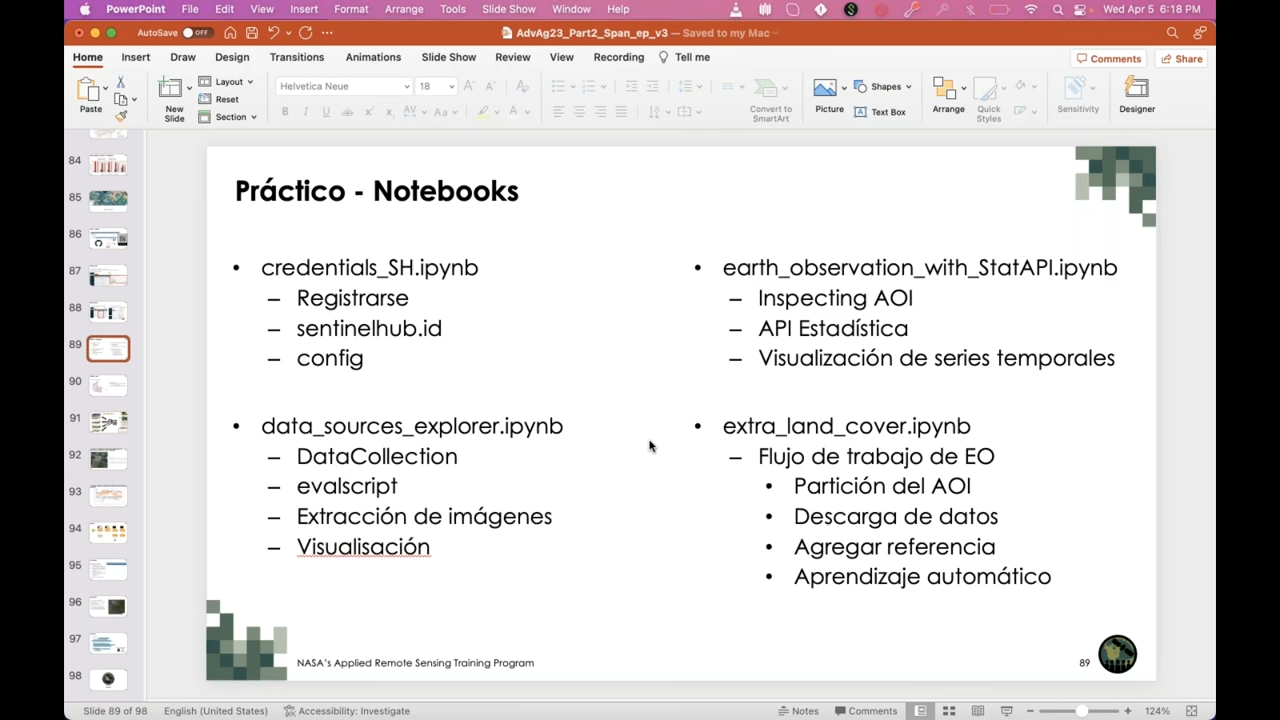 PowerPoint File Edit View Insert Format Arrange Tools Slide Show Window Help Wed Apr 5 6:18 PM
AutoSave OFF AdvAg23_Part2_Span_ep_v3 — Saved to my Mac
Home Insert Draw Design Transitions Animations Slide Show Review View Recording Tell me Comments Share
Paste New Slide Layout Reset Section Helvetica Neue 18 Convert to SmartArt Picture Shapes Text Box Arrange Quick Styles Sensitivity Designer
84
85
86
87
88
89
90
91
92
93
94
95
96
97
98
Práctico - Notebooks
• credentials_SH.ipynb
– Registrarse
– sentinelhub.id
– config
• data_sources_explorer.ipynb
– DataCollection
– evalscript
– Extracción de imágenes
– Visualisación
• earth_observation_with_StatAPI.ipynb
– Inspecting AOI
– API Estadística
– Visualización de series temporales
• extra_land_cover.ipynb
– Flujo de trabajo de EO
• Partición del AOI
• Descarga de datos
• Agregar referencia
• Aprendizaje automático
NASA's Applied Remote Sensing Training Program
89
Slide 89 of 98 English (United States) Accessibility: Investigate Notes Comments 124%